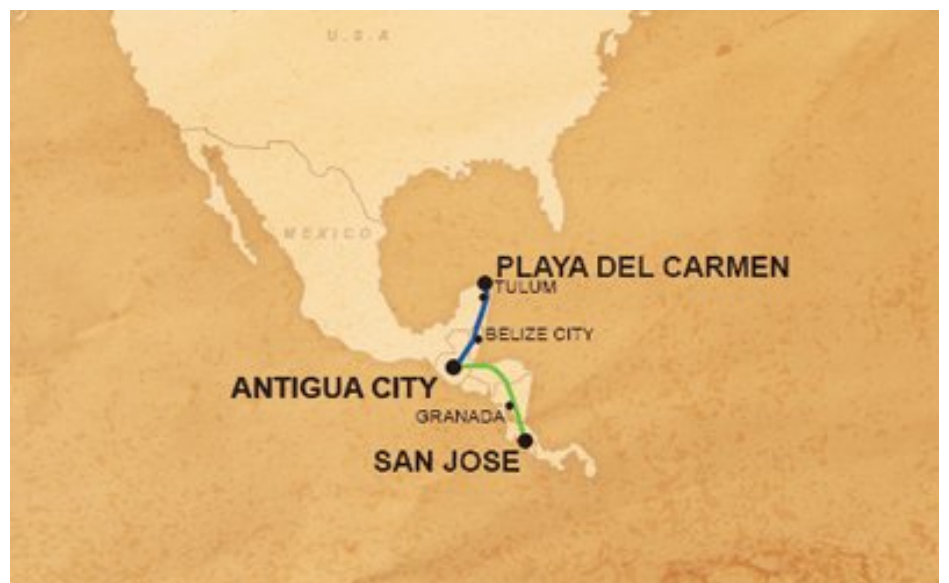 U.S.A
MEXICO
PLAYA DEL CARMEN
TULUM
BELIZE CITY
ANTIGUA CITY
GRANADA
SAN JOSE